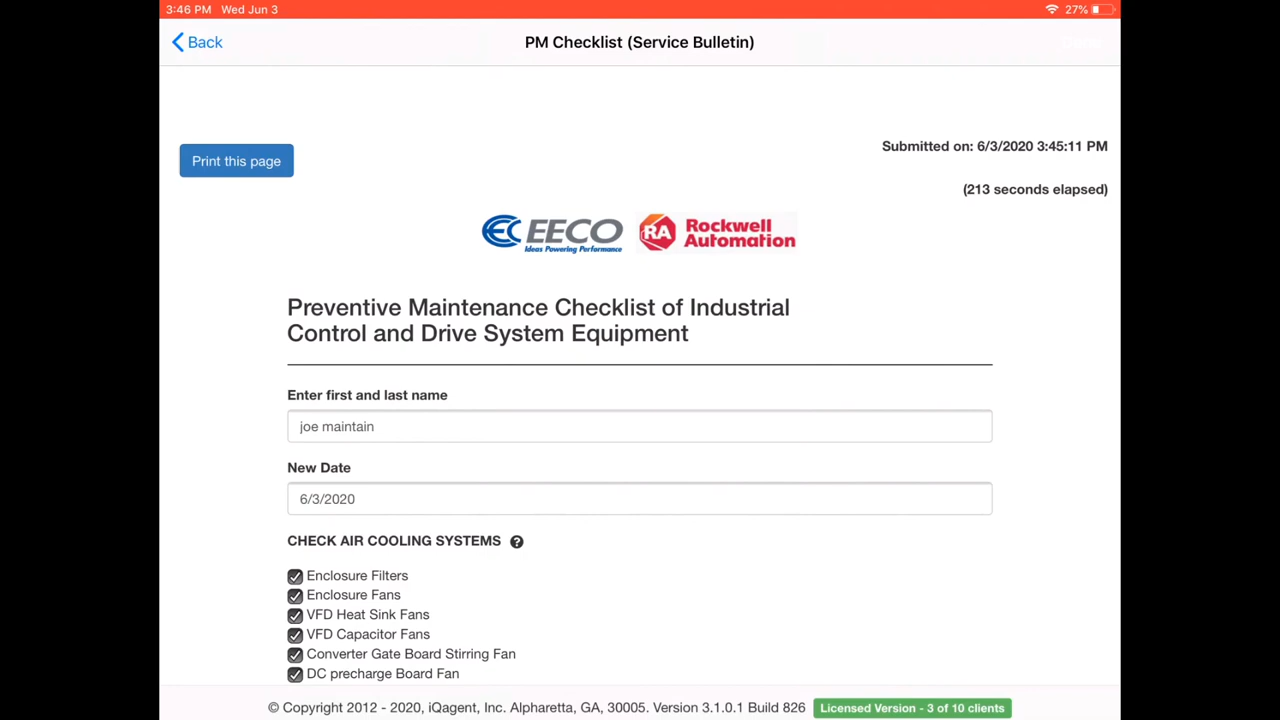 3:46 PM Wed Jun 3
27%
Back
PM Checklist (Service Bulletin)
Print this page
Submitted on: 6/3/2020 3:45:11 PM
(213 seconds elapsed)
EECO
Ideas Powering Performance
RA Rockwell
Automation
Preventive Maintenance Checklist of Industrial
Control and Drive System Equipment
Enter first and last name
joe maintain
New Date
6/3/2020
CHECK AIR COOLING SYSTEMS ?
Enclosure Filters
Enclosure Fans
VFD Heat Sink Fans
VFD Capacitor Fans
Converter Gate Board Stirring Fan
DC precharge Board Fan
© Copyright 2012 - 2020, iQagent, Inc. Alpharetta, GA, 30005. Version 3.1.0.1 Build 826
Licensed Version - 3 of 10 clients